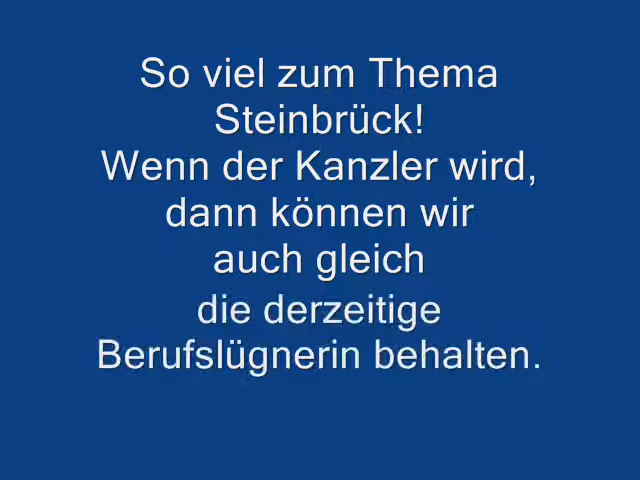 So viel zum Thema
Steinbrück!
Wenn der Kanzler wird,
dann können wir
auch gleich
die derzeitige
Berufslügnerin behalten.